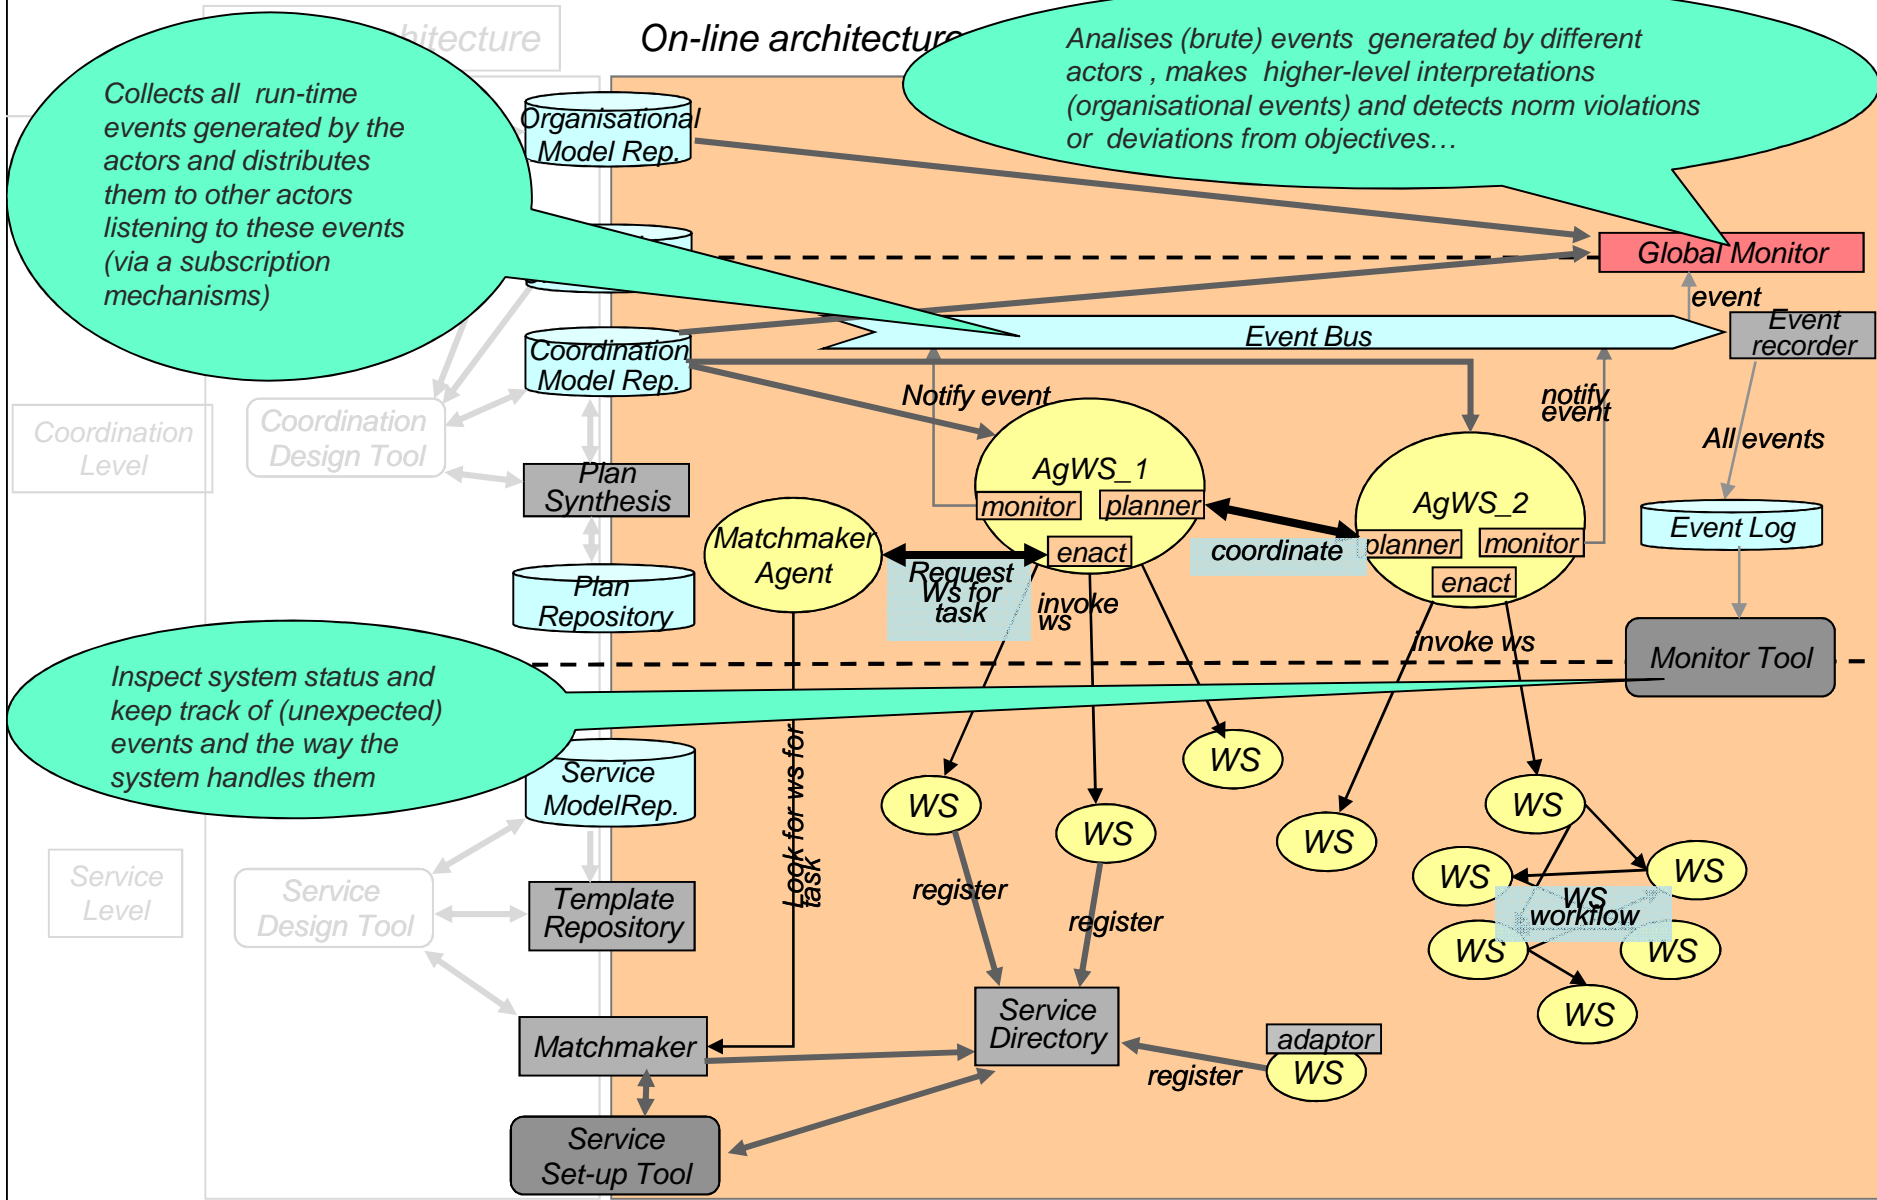 On-line architecture
Collects all run-time
events generated by the
actors and distributes
them to other actors
listening to these events
(via a subscription
mechanisms)
Analises (brute) events generated by different
actors , makes higher-level interpretations
(organisational events) and detects norm violations
or deviations from objectives…
Organisational
Model Rep.
Global Monitor
event
Event Bus
Event
recorder
Coordination
Model Rep.
Notify event
notify
event
All events
Coordination
Level
Coordination
Design Tool
Plan
Synthesis
AgWS_1
monitor
planner
enact
AgWS_2
planner
monitor
enact
coordinate
Event Log
Matchmaker
Agent
Request
Ws for
task
invoke
ws
invoke ws
Plan
Repository
Monitor Tool
Inspect system status and
keep track of (unexpected)
events and the way the
system handles them
Look for ws for
task
Service
ModelRep.
WS
WS
WS
WS
WS
WS
WS
WS
workflow
WS
WS
WS
Service
Level
Service
Design Tool
Template
Repository
register
register
Service
Directory
Matchmaker
adaptor
WS
register
Service
Set-up Tool